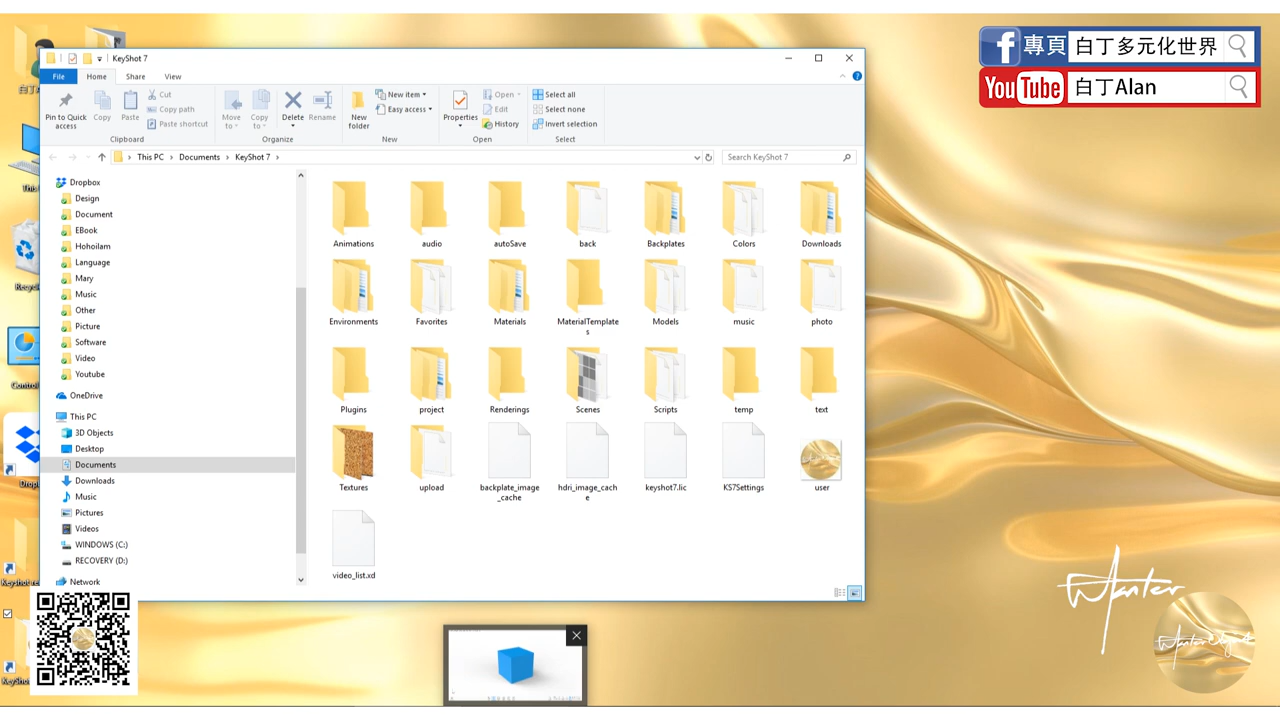 f 專頁 白丁多元化世界
YouTube 白丁Alan
KeyShot 7
File Home Share View
Pin to Quick access
Copy
Paste
Cut
Copy path
Paste shortcut
Clipboard
Move to
Copy to
Delete
Rename
Organize
New folder
New item
Easy access
New
Properties
Open
Edit
History
Open
Select all
Select none
Invert selection
Select
This PC > Documents > KeyShot 7 >
Search KeyShot 7
Dropbox
Design
Document
EBook
Hohoilam
Language
Mary
Music
Other
Picture
Software
Video
Youtube
OneDrive
This PC
3D Objects
Desktop
Documents
Downloads
Music
Pictures
Videos
WINDOWS (C:)
RECOVERY (D:)
Network
Animations audio autoSave back Backplates Colors Downloads
Environments Favorites Materials MaterialTemplates Models music photo
Plugins project Renderings Scenes Scripts temp text
Textures upload backplate_image_cache hdri_image_cache keyshot7.lic KS7Settings user
video_list.xd